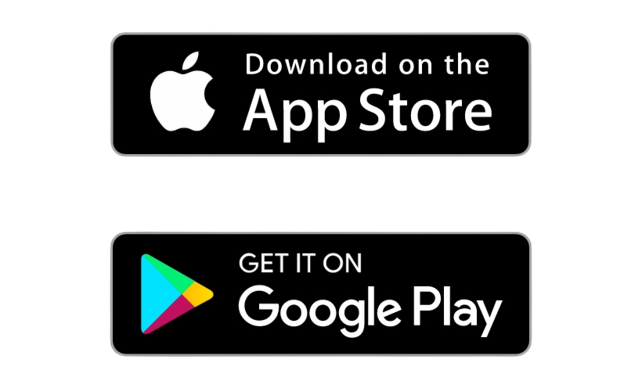 Download on the
App Store
GET IT ON
Google Play